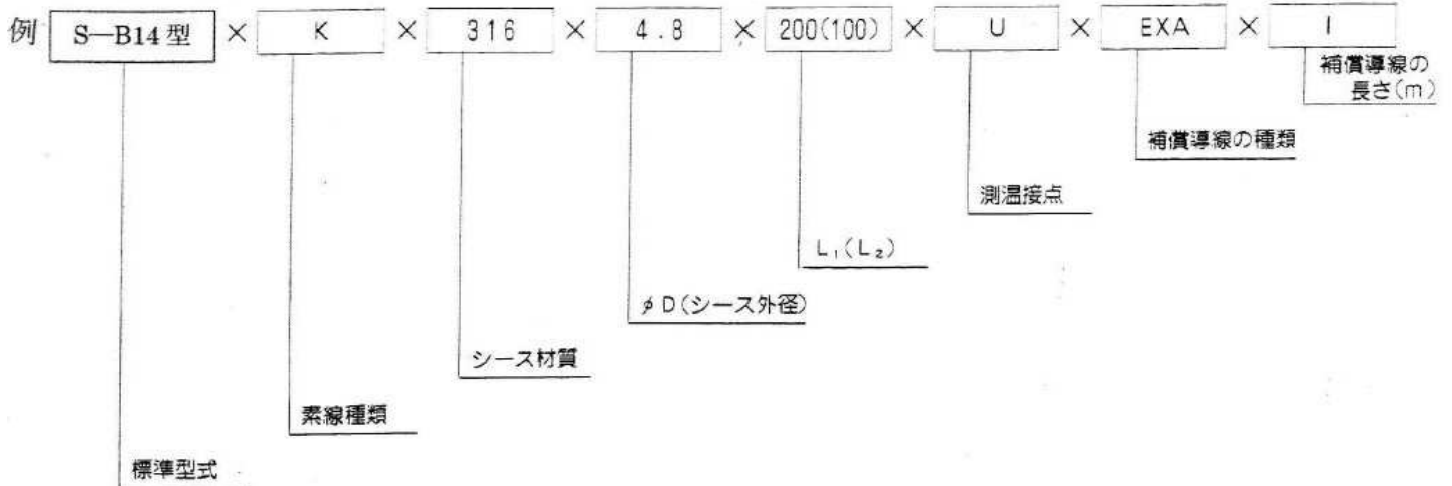 例 S—B14型 × K × 316 × 4.8 × 200(100) × U × EXA × 1
補償導線の
長さ(m)
補償導線の種類
測温接点
L₁(L₂)
φD(シース外径)
シース材質
素線種類
標準型式